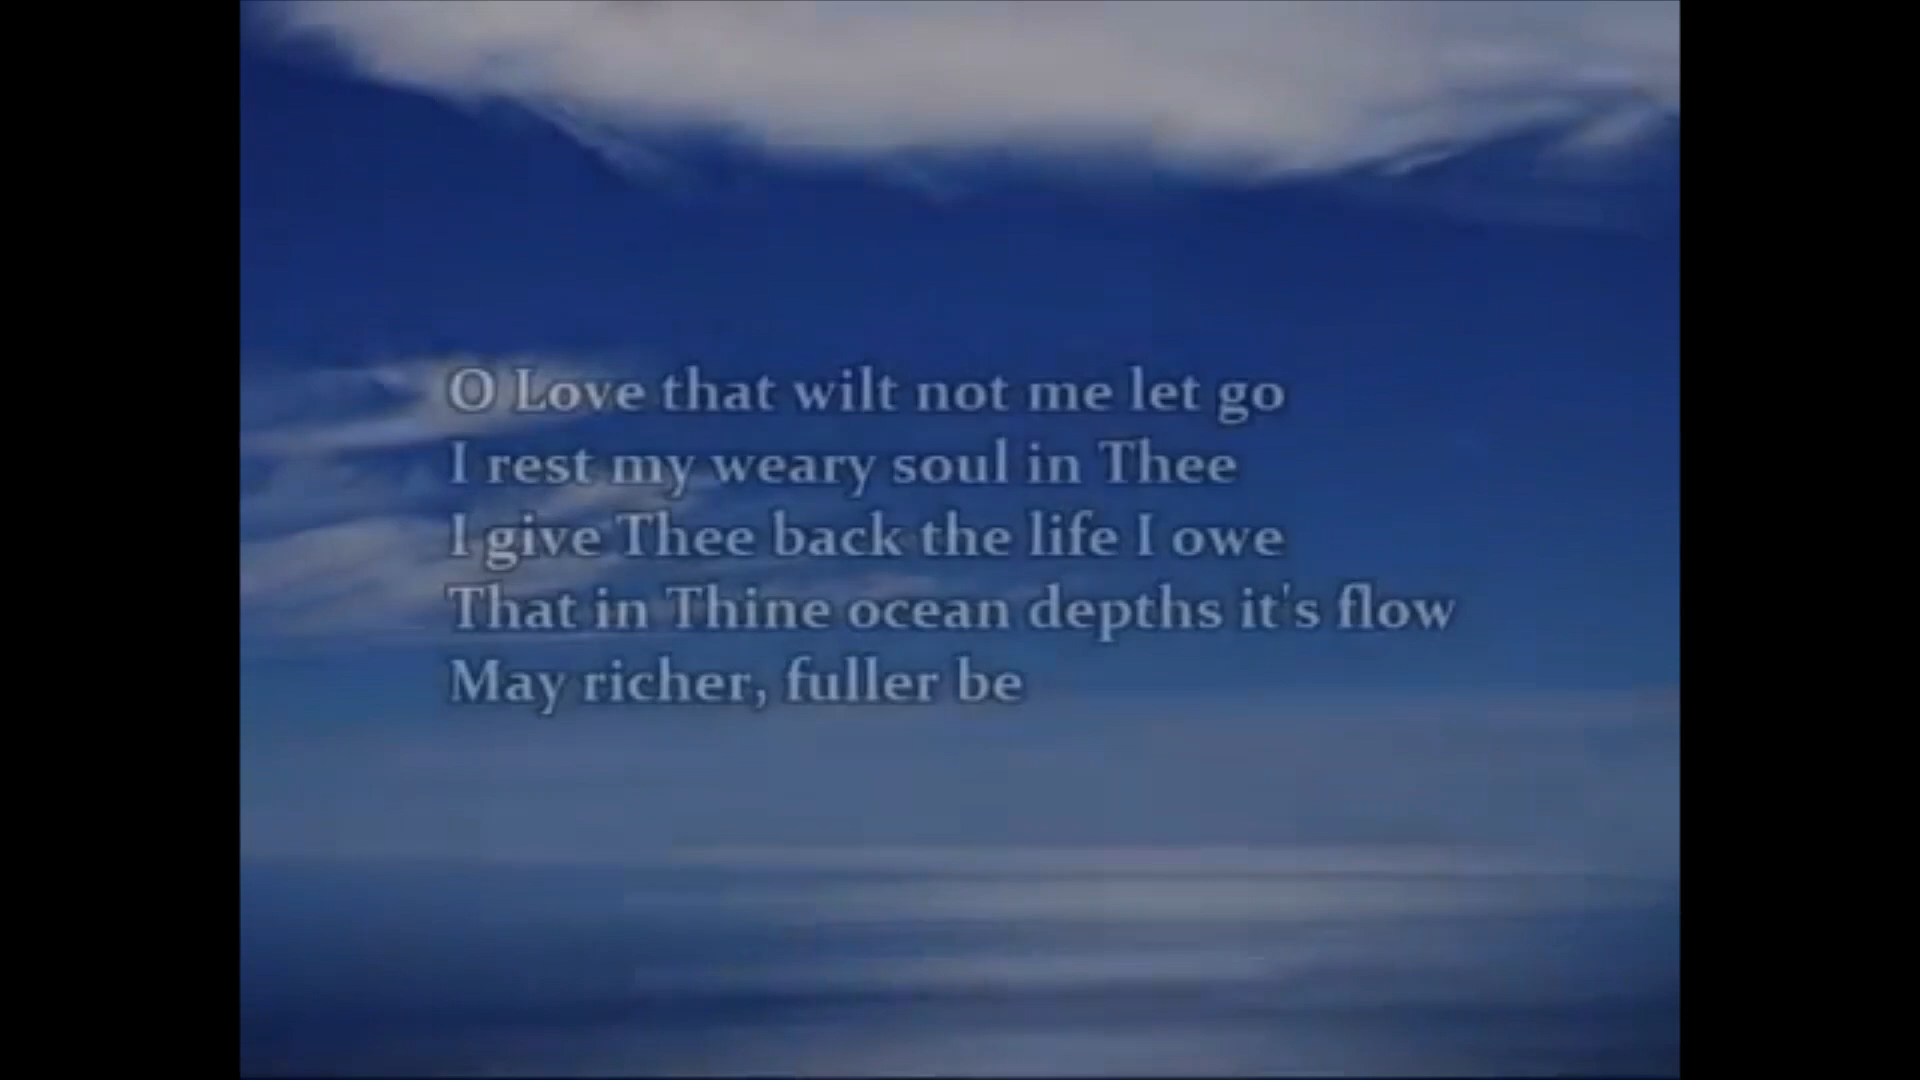 O Love that wilt not me let go
I rest my weary soul in Thee
I give Thee back the life I owe
That in Thine ocean depths it's flow
May richer, fuller be